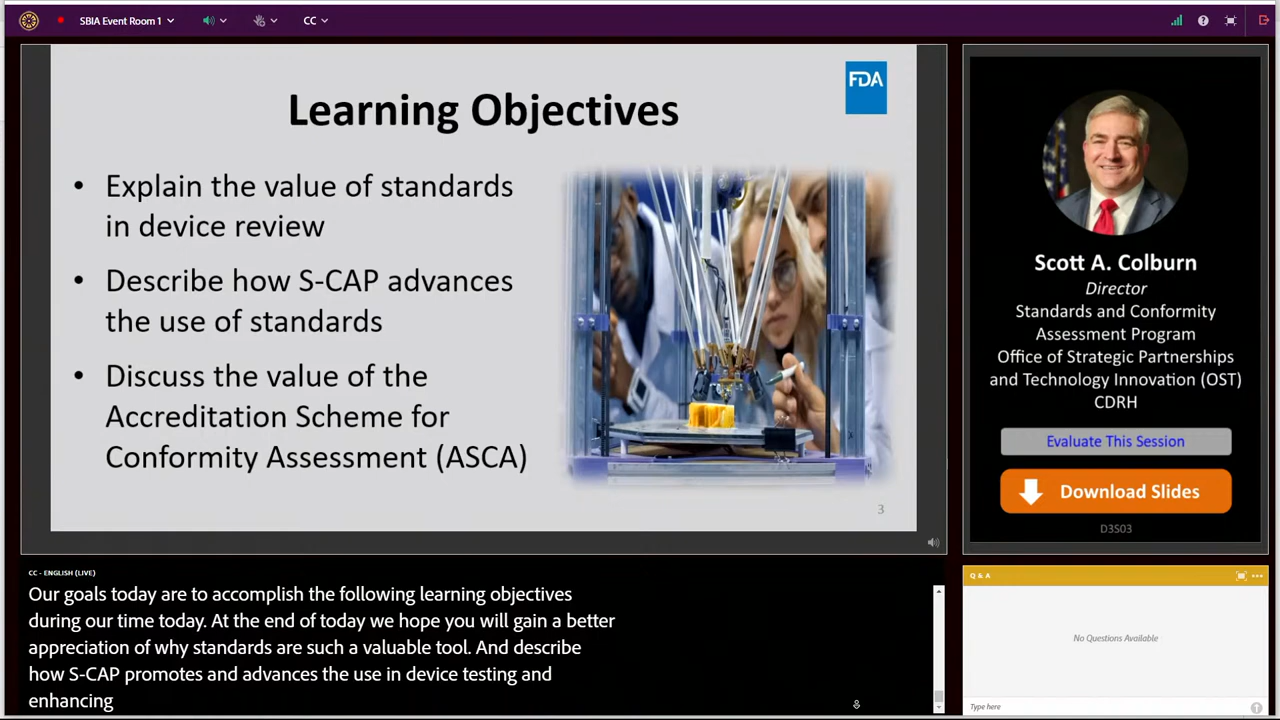 SBIA Event Room 1
CC
FDA
Learning Objectives
• Explain the value of standards
in device review
• Describe how S-CAP advances
the use of standards
• Discuss the value of the
Accreditation Scheme for
Conformity Assessment (ASCA)
3
Scott A. Colburn
Director
Standards and Conformity
Assessment Program
Office of Strategic Partnerships
and Technology Innovation (OST)
CDRH
Evaluate This Session
Download Slides
D3S03
CC - ENGLISH (LIVE)
Our goals today are to accomplish the following learning objectives
during our time today. At the end of today we hope you will gain a better
appreciation of why standards are such a valuable tool. And describe
how S-CAP promotes and advances the use in device testing and
enhancing
Q & A
No Questions Available
Type here